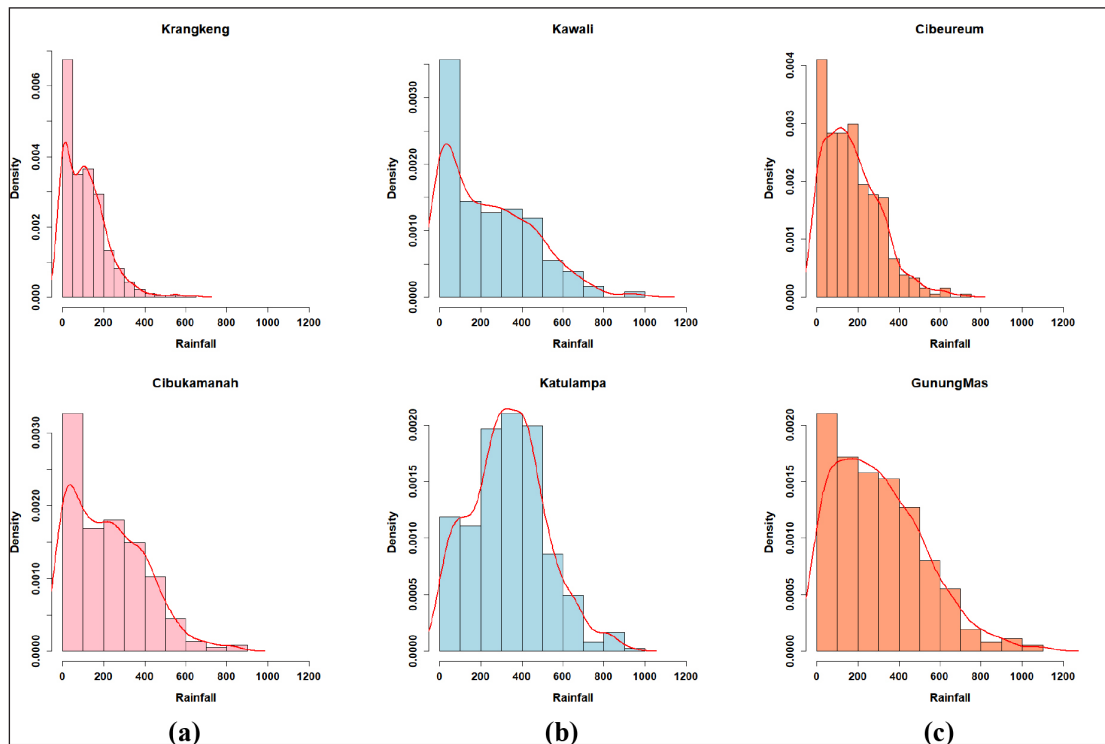 Krangkeng
Density
0.000 0.002 0.004 0.006
0 200 400 600 800 1000 1200
Rainfall
Kawali
Density
0.0000 0.0010 0.0020 0.0030
0 200 400 600 800 1000 1200
Rainfall
Cibeureum
Density
0.000 0.001 0.002 0.003 0.004
0 200 400 600 800 1000 1200
Rainfall
Cibukamanah
Density
0.0000 0.0010 0.0020 0.0030
0 200 400 600 800 1000 1200
Rainfall
Katulampa
Density
0.0000 0.0005 0.0010 0.0015 0.0020
0 200 400 600 800 1000 1200
Rainfall
GunungMas
Density
0.0000 0.0005 0.0010 0.0015 0.0020
0 200 400 600 800 1000 1200
Rainfall
(a) (b) (c)